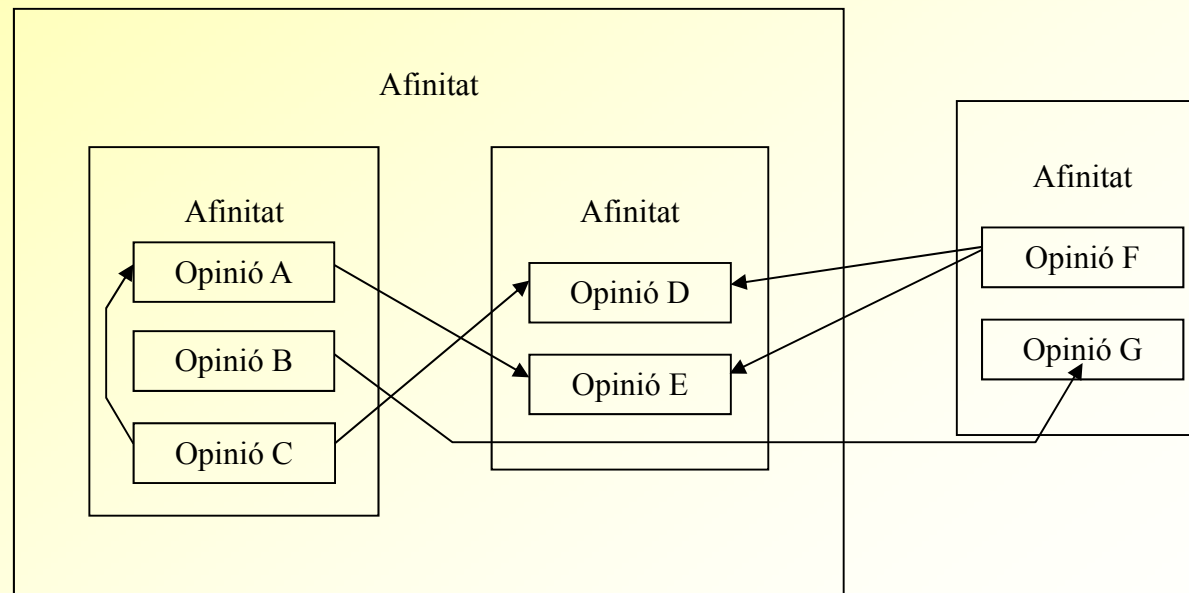 Afinitat
Afinitat
Opinió A
Opinió B
Opinió C
Afinitat
Opinió D
Opinió E
Afinitat
Opinió F
Opinió G